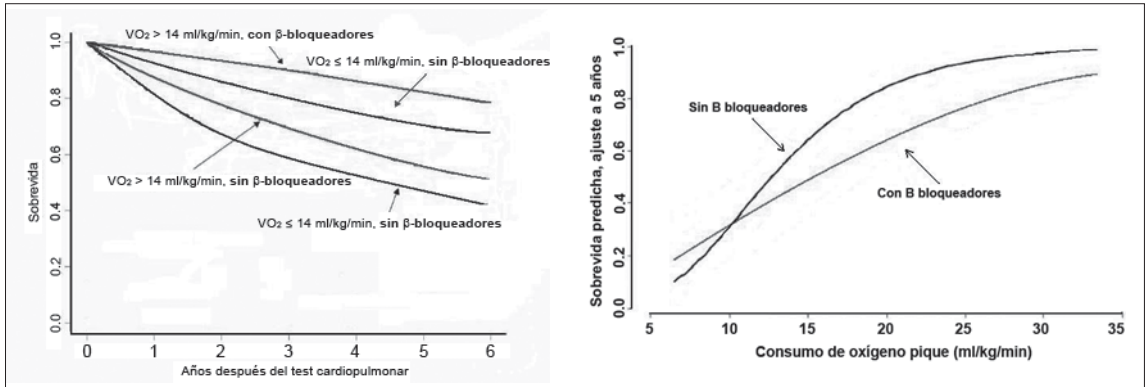 Sobrevida
1.0
0.8
0.6
0.4
0.2
0.0
VO₂ > 14 ml/kg/min, con β-bloqueadores
VO₂ ≤ 14 ml/kg/min, sin β-bloqueadores
VO₂ > 14 ml/kg/min, sin β-bloqueadores
VO₂ ≤ 14 ml/kg/min, sin β-bloqueadores
0 1 2 3 4 5 6
Años después del test cardiopulmonar
Sobrevida predicha, ajuste a 5 años
1.0
0.8
0.6
0.4
0.2
0.0
Sin B bloqueadores
Con B bloqueadores
5 10 15 20 25 30 35
Consumo de oxígeno pique (ml/kg/min)